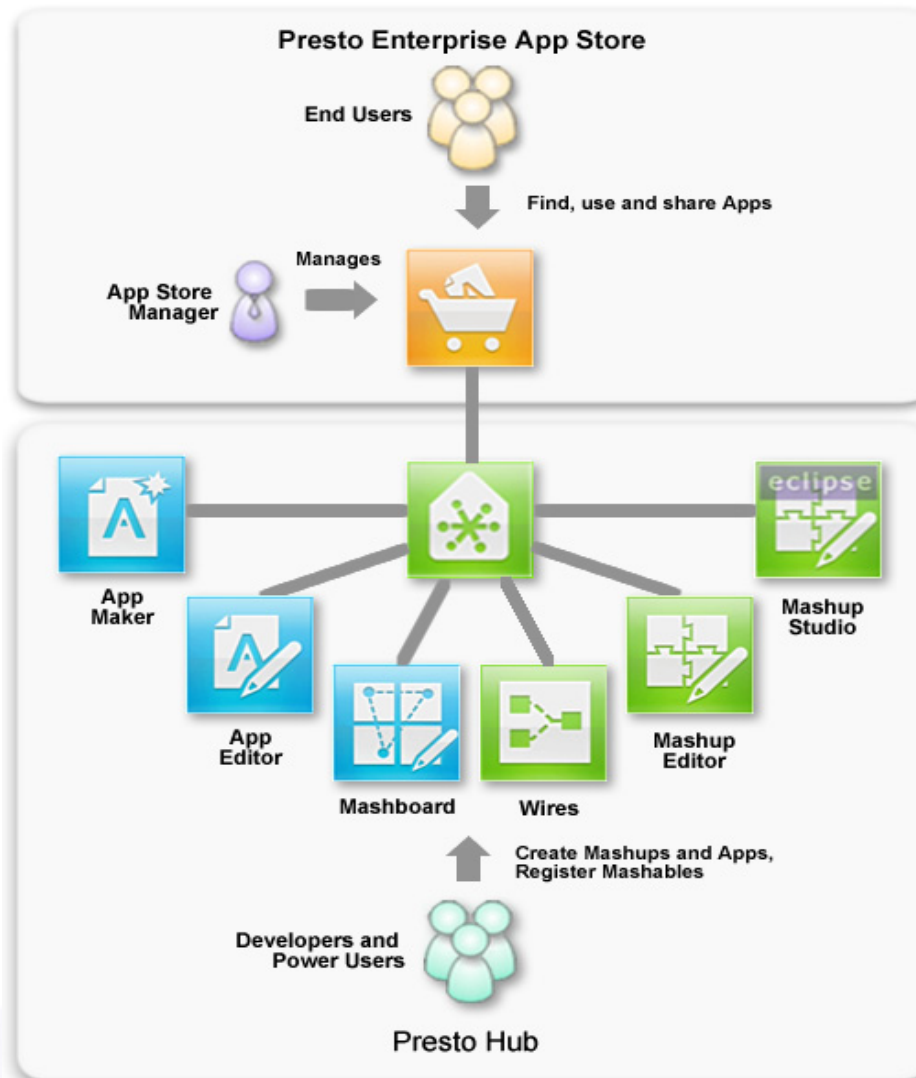 Presto Enterprise App Store
End Users
Find, use and share Apps
Manages
App Store
Manager
eclipse
App
Maker
Mashup
Studio
App
Editor
Mashup
Editor
Mashboard
Wires
Create Mashups and Apps,
Register Mashables
Developers and
Power Users
Presto Hub